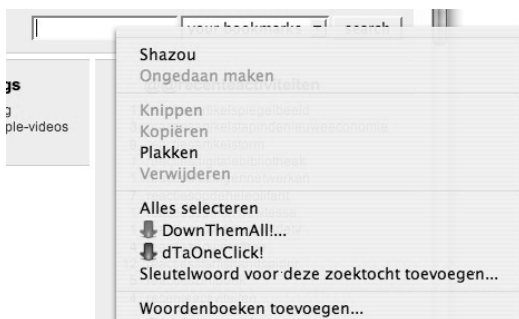 your bookmarks
search
Shazou
Ongedaan maken
Knippen
Kopiëren
Plakken
Verwijderen
Alles selecteren
DownThemAll!...
dTaOneClick!
Sleutelwoord voor deze zoektocht toevoegen...
Woordenboeken toevoegen...
gs
g
ple-videos